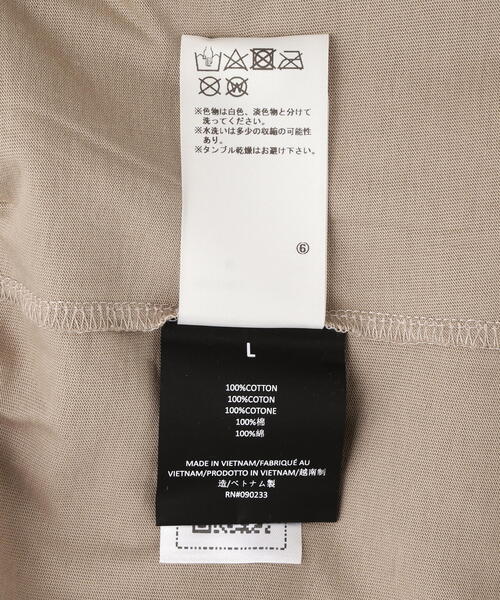 ※色物は白色、淡色物と分けて
洗ってください。
※水洗いは多少の収縮の可能性
あり。
※タンブル乾燥はお避け下さい。
⑥
L
100%COTTON
100%COTON
100%COTONE
100%棉
100%綿
MADE IN VIETNAM/FABRIQUÉ AU
VIETNAM/PRODOTTO IN VIETNAM/越南制
造/ベトナム製
RN#090233